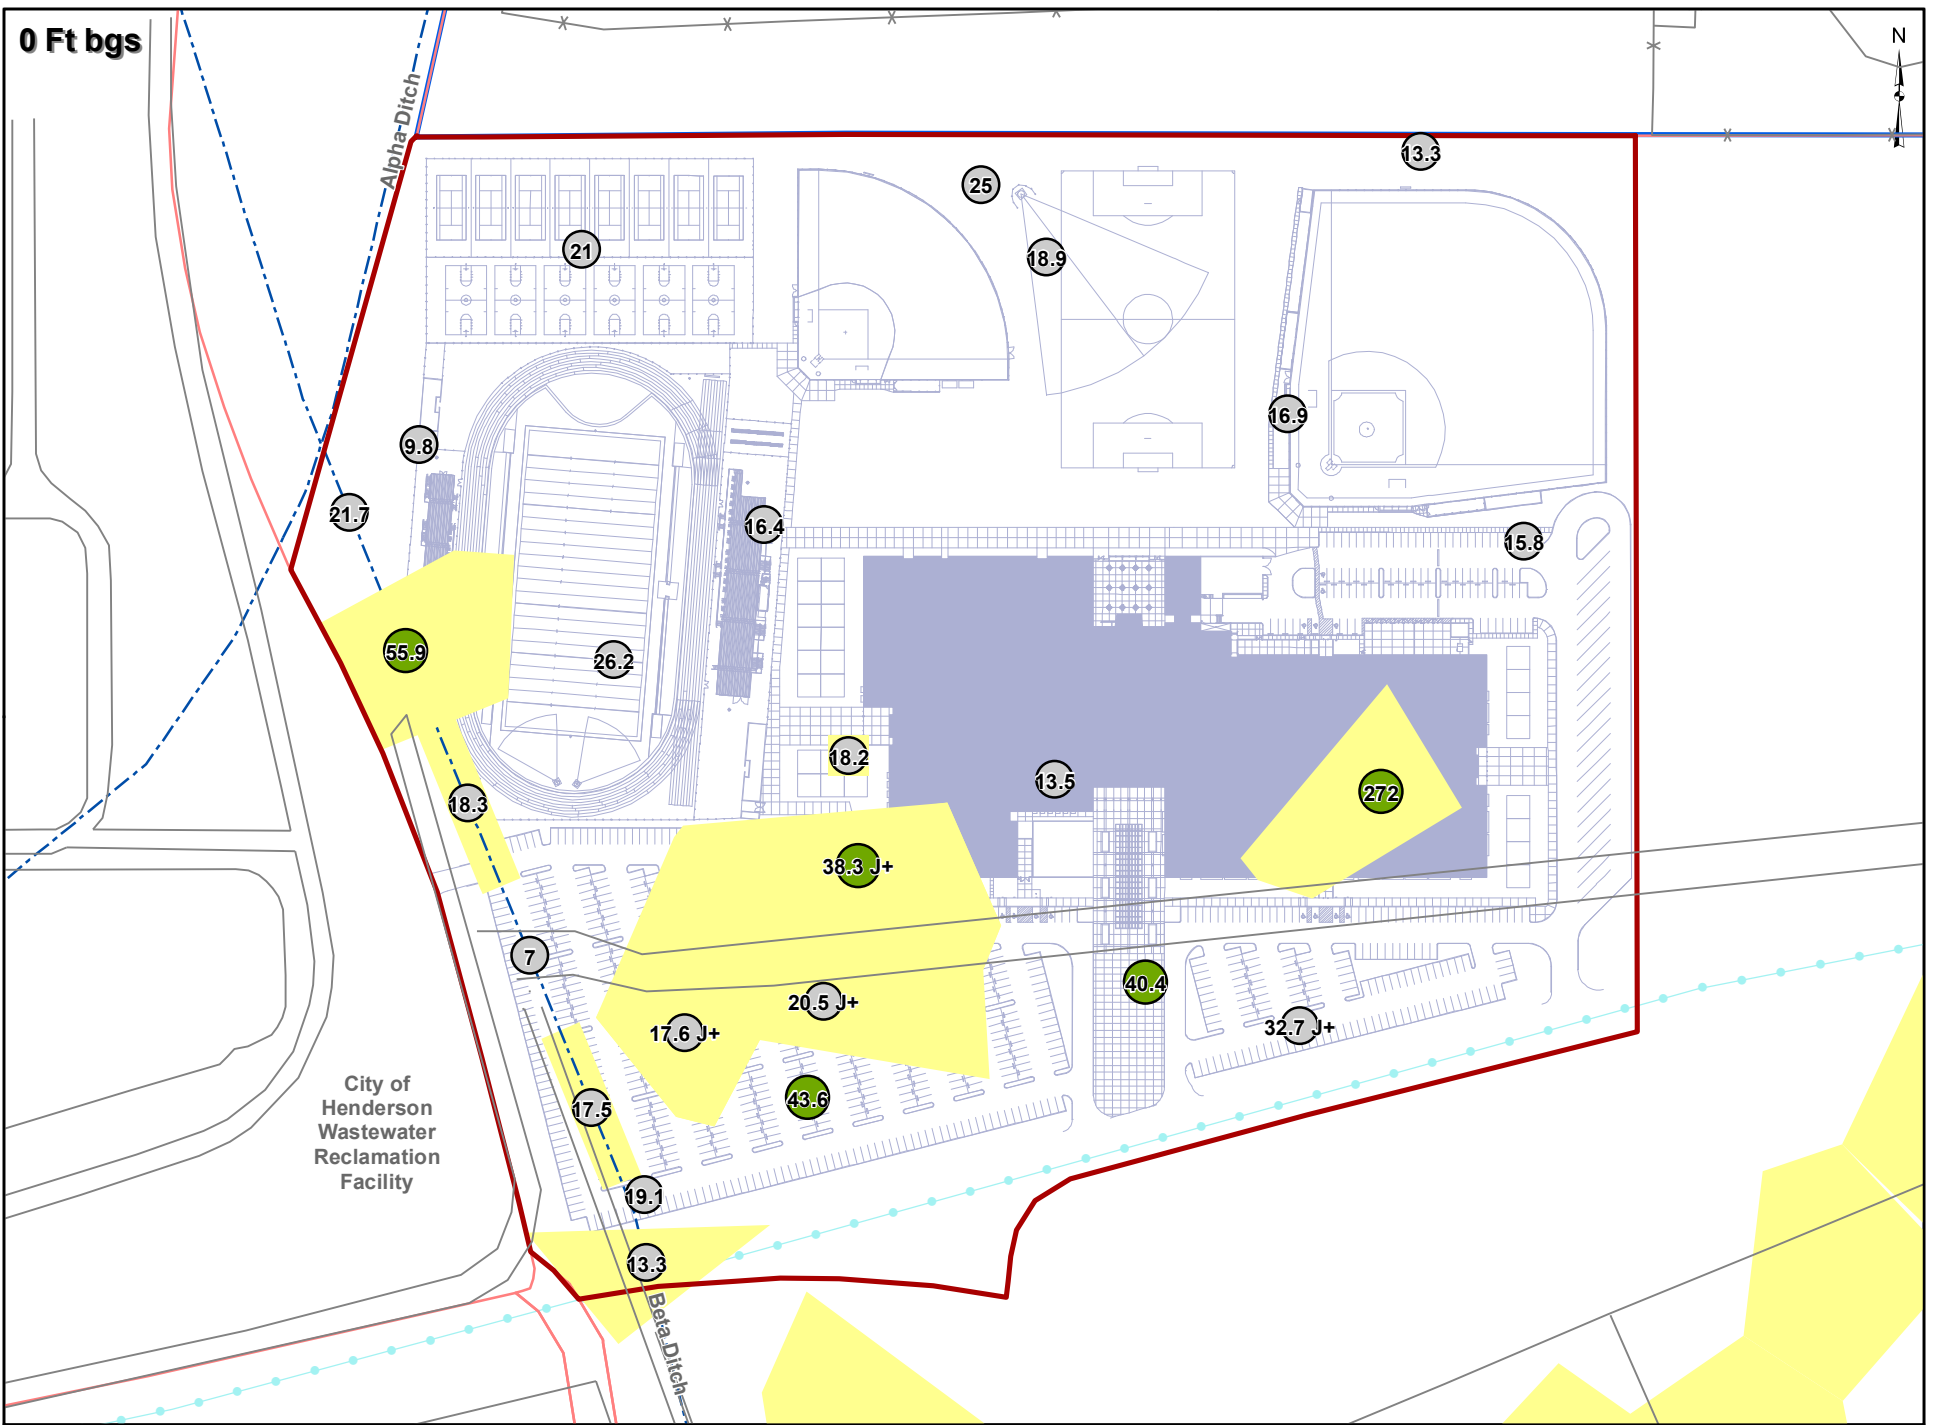 0 Ft bgs
N
Alpha Ditch
13.3
25
21
18.9
16.9
9.8
21.7
16.4
15.8
55.9
26.2
18.2
13.5
272
18.3
38.3 J+
7
40.4
20.5 J+
32.7 J+
17.6 J+
43.6
17.5
City of
Henderson
Wastewater
Reclamation
Facility
19.1
13.3
Beta Ditch